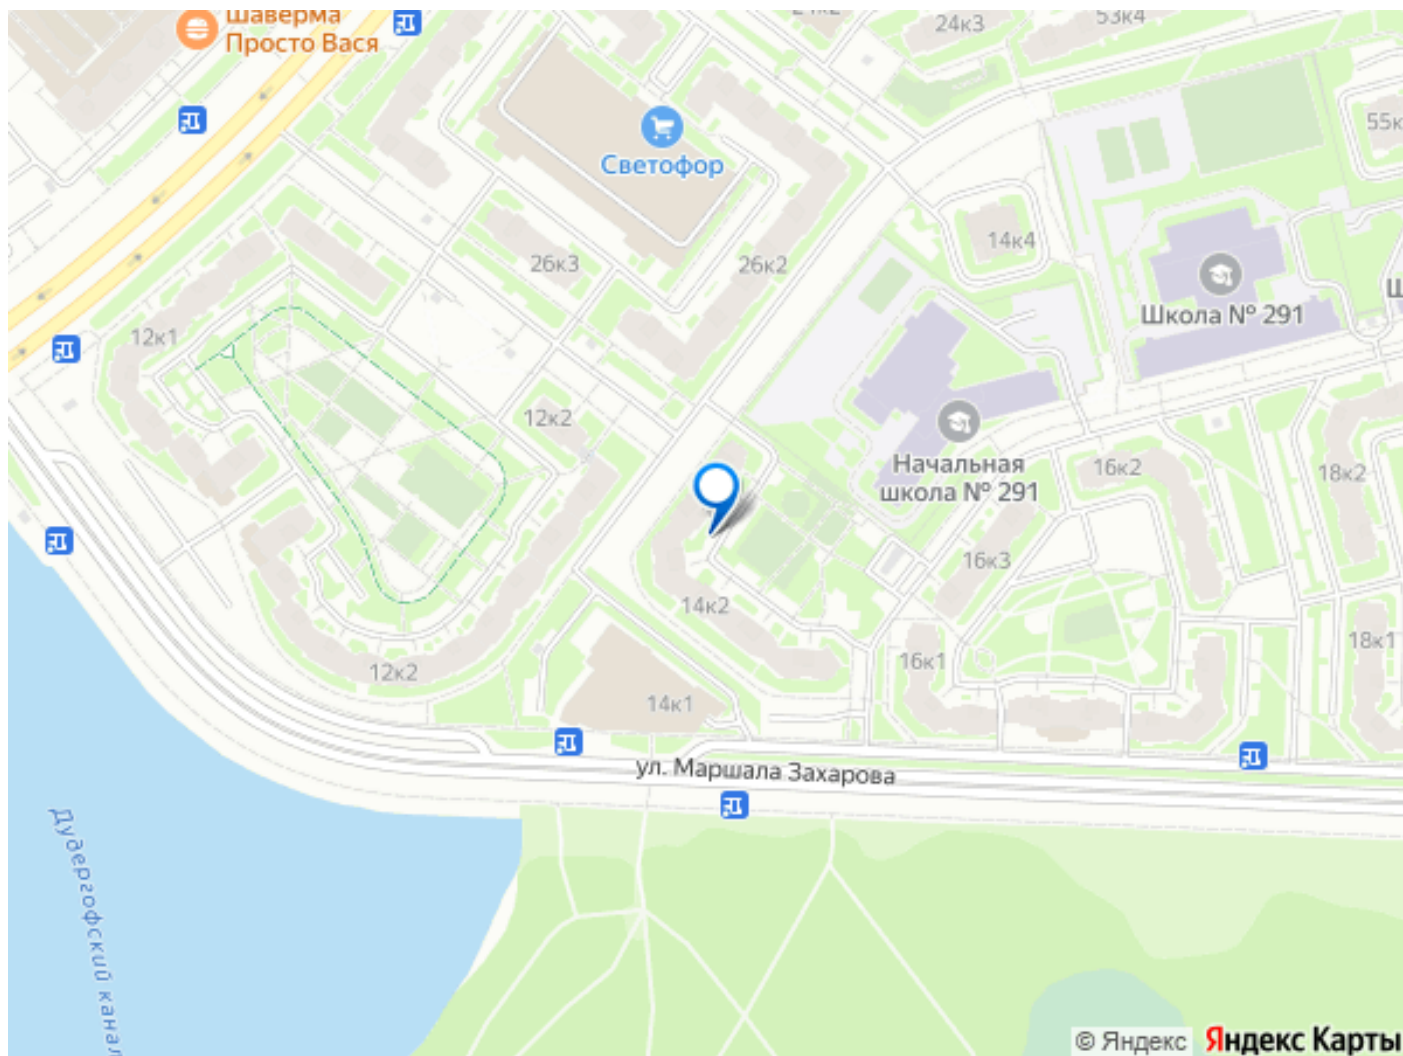 Шаверма
Просто Вася
24к3
53к4
Светофор
55к
26к3
26к2
14к4
Школа № 291
12к1
12к2
Начальная
школа № 291
16к2
18к2
16к3
14к2
12к2
16к1
18к1
14к1
ул. Маршала Захарова
Дудергофский канал
© Яндекс Яндекс Карты